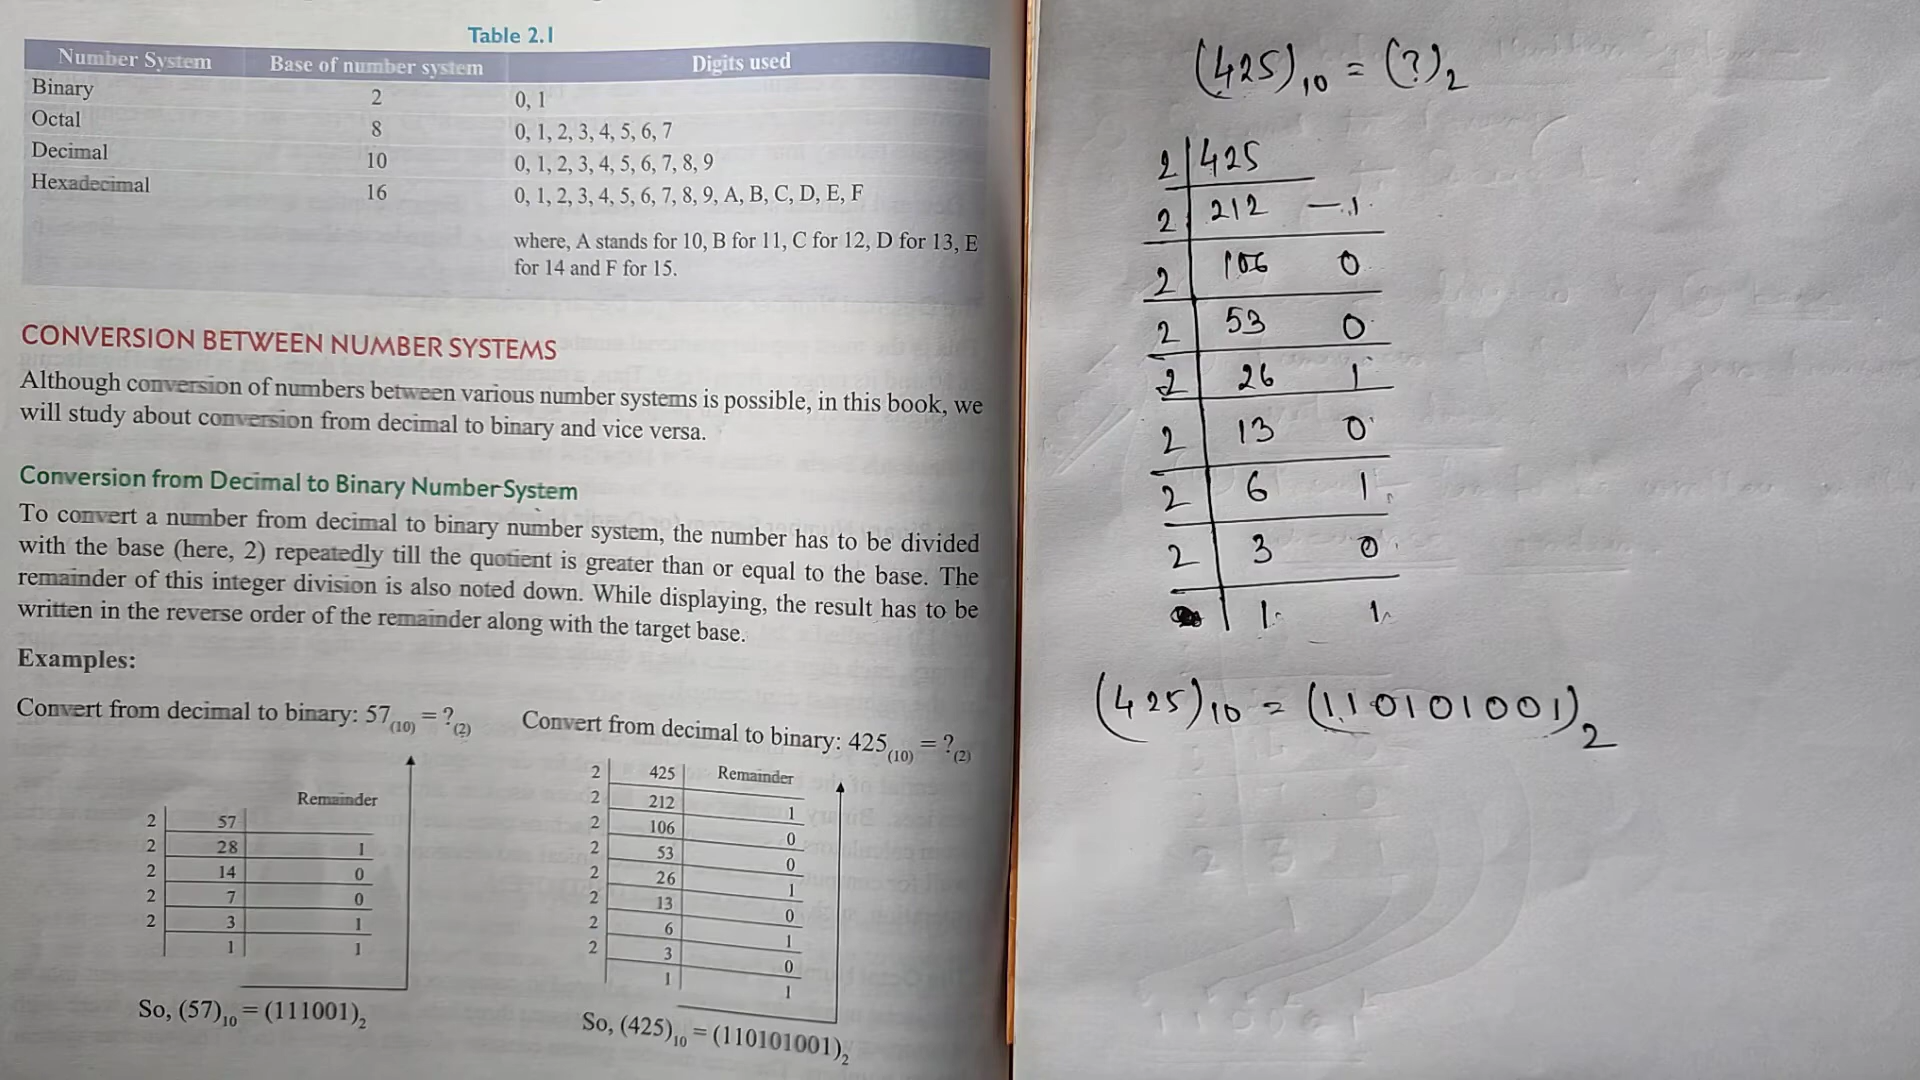 Table 2.1
Number System Base of number system Digits used
Binary 2 0, 1
Octal 8 0, 1, 2, 3, 4, 5, 6, 7
Decimal 10 0, 1, 2, 3, 4, 5, 6, 7, 8, 9
Hexadecimal 16 0, 1, 2, 3, 4, 5, 6, 7, 8, 9, A, B, C, D, E, F
where, A stands for 10, B for 11, C for 12, D for 13, E
for 14 and F for 15.
CONVERSION BETWEEN NUMBER SYSTEMS
Although conversion of numbers between various number systems is possible, in this book, we
will study about conversion from decimal to binary and vice versa.
Conversion from Decimal to Binary Number System
To convert a number from decimal to binary number system, the number has to be divided
with the base (here, 2) repeatedly till the quotient is greater than or equal to the base. The
remainder of this integer division is also noted down. While displaying, the result has to be
written in the reverse order of the remainder along with the target base.
Examples:
Convert from decimal to binary: 57(10) = ?(2)
Remainder
2 57
2 28 1
2 14 0
2 7 0
2 3 1
1 1
So, (57)10 = (111001)2
Convert from decimal to binary: 425(10) = ?(2)
2 425 Remainder
2 212 1
2 106 0
2 53 0
2 26 1
2 13 0
2 6 1
2 3 0
1 1
So, (425)10 = (110101001)2
(425)10 = (?)2
2 425
2 212 – 1
2 106 0
2 53 0
2 26 1
2 13 0
2 6 1
2 3 0
1 1
(425)10 = (110101001)2